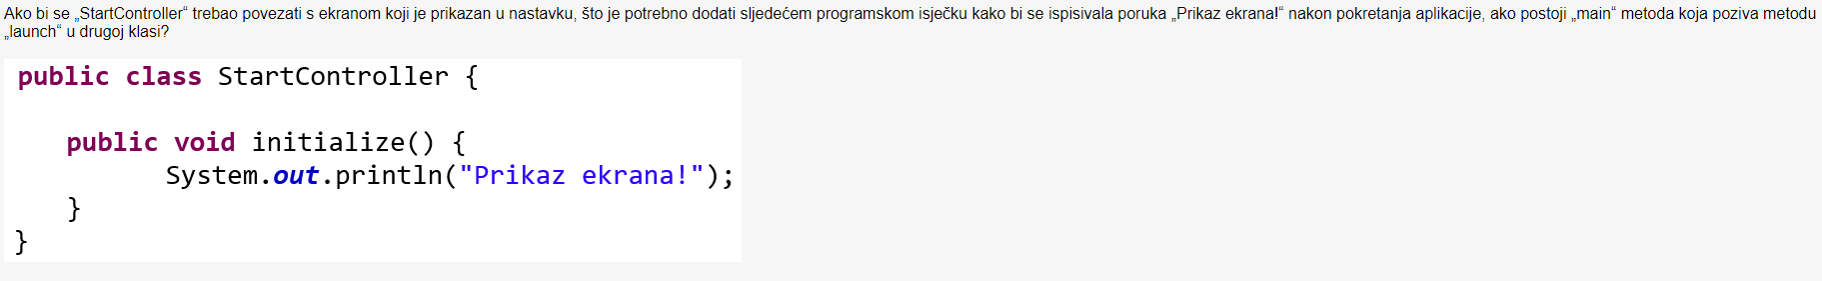 Ako bi se „StartController“ trebao povezati s ekranom koji je prikazan u nastavku, što je potrebno dodati sljedećem programskom isječku kako bi se ispisivala poruka „Prikaz ekrana!“ nakon pokretanja aplikacije, ako postoji „main“ metoda koja poziva metodu
„launch“ u drugoj klasi?
public class StartController {
public void initialize() {
System.out.println("Prikaz ekrana!");
}
}